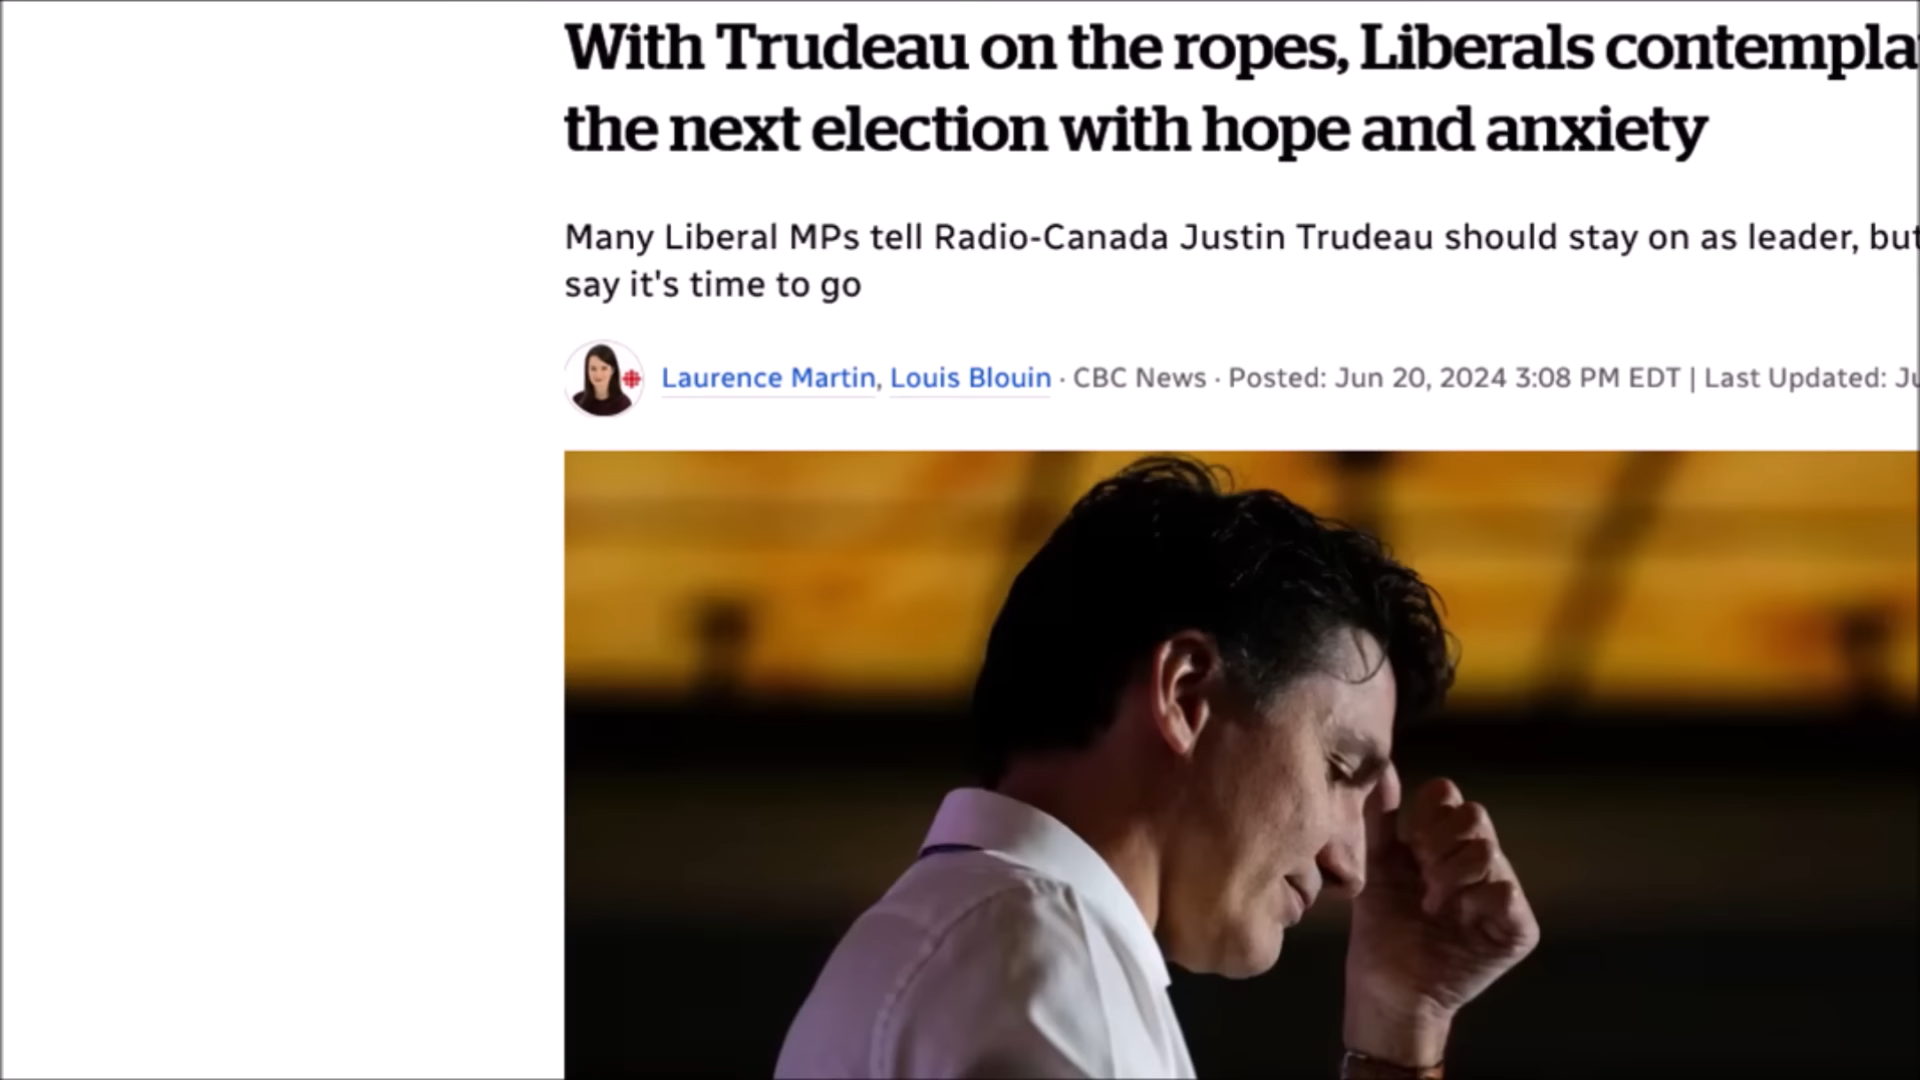 With Trudeau on the ropes, Liberals contempla
the next election with hope and anxiety
Many Liberal MPs tell Radio-Canada Justin Trudeau should stay on as leader, but
say it's time to go
Laurence Martin, Louis Blouin · CBC News · Posted: Jun 20, 2024 3:08 PM EDT | Last Updated: Ju